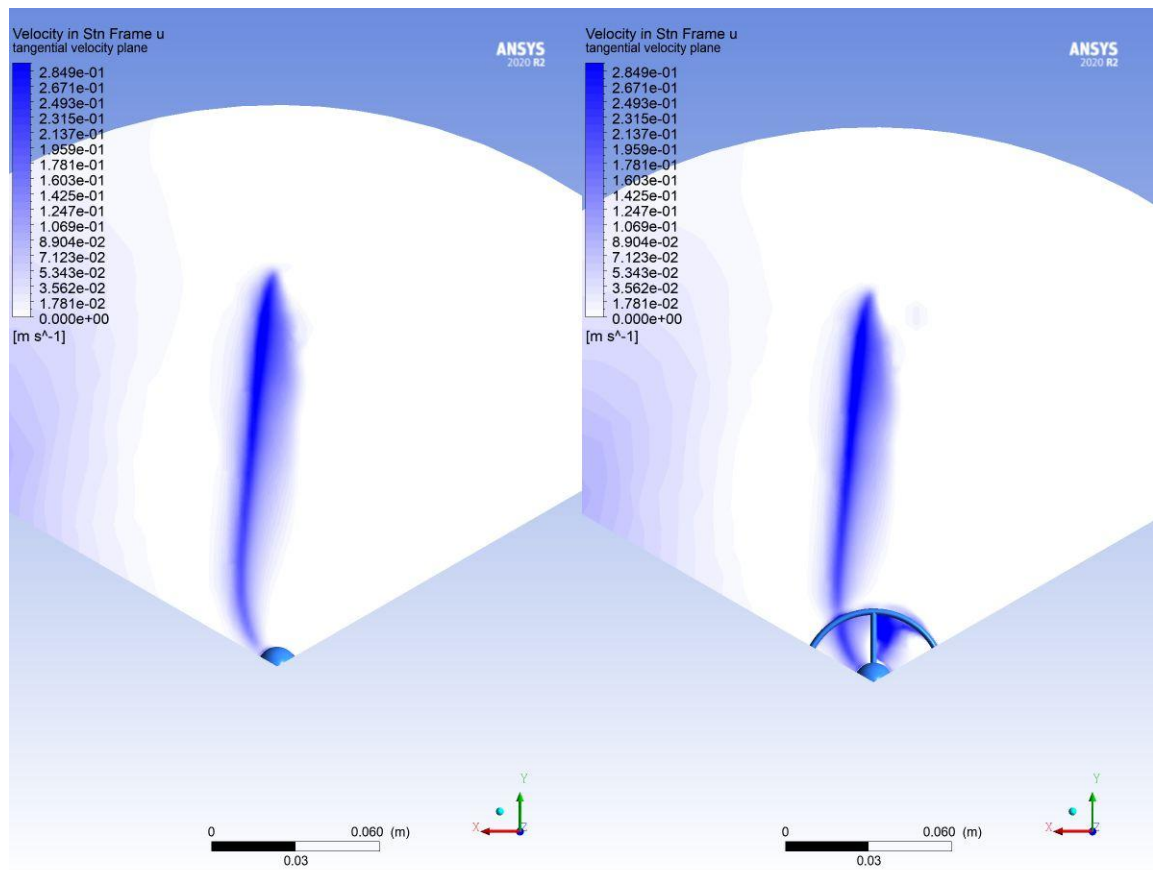 Velocity in Stn Frame u
tangential velocity plane
ANSYS
2020 R2
2.849e-01
2.671e-01
2.493e-01
2.315e-01
2.137e-01
1.959e-01
1.781e-01
1.603e-01
1.425e-01
1.247e-01
1.069e-01
8.904e-02
7.123e-02
5.343e-02
3.562e-02
1.781e-02
0.000e+00
[m s^-1]
0 0.060 (m)
0.03
Y
X Z
Velocity in Stn Frame u
tangential velocity plane
ANSYS
2020 R2
2.849e-01
2.671e-01
2.493e-01
2.315e-01
2.137e-01
1.959e-01
1.781e-01
1.603e-01
1.425e-01
1.247e-01
1.069e-01
8.904e-02
7.123e-02
5.343e-02
3.562e-02
1.781e-02
0.000e+00
[m s^-1]
0 0.060 (m)
0.03
Y
X Z